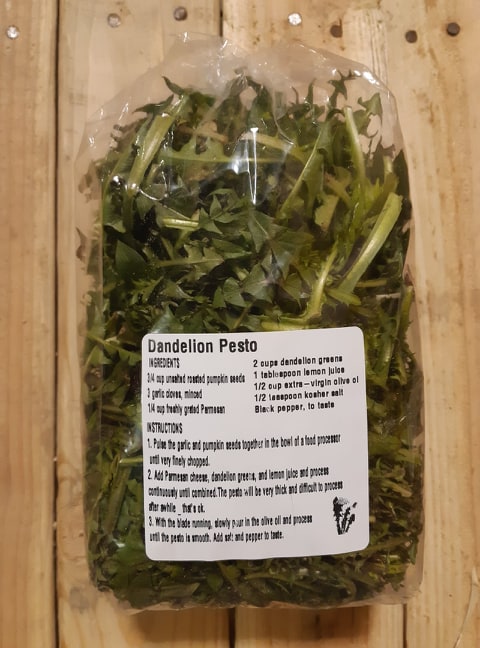 Dandelion Pesto
INGREDIENTS
3/4 cup unsalted roasted pumpkin seeds
3 garlic cloves, minced
1/4 cup freshly grated Parmesan
2 cups dandelion greens
1 tablespoon lemon juice
1/2 cup extra-virgin olive oil
1/2 teaspoon kosher salt
Black pepper, to taste
INSTRUCTIONS
1. Pulse the garlic and pumpkin seeds together in the bowl of a food processor
until very finely chopped.
2. Add Parmesan cheese, dandelion greens, and lemon juice and process
continuously until combined.The pesto will be very thick and difficult to process
after awhile _that's ok.
3. With the blade running, slowly pour in the olive oil and process
until the pesto is smooth. Add salt and pepper to taste.